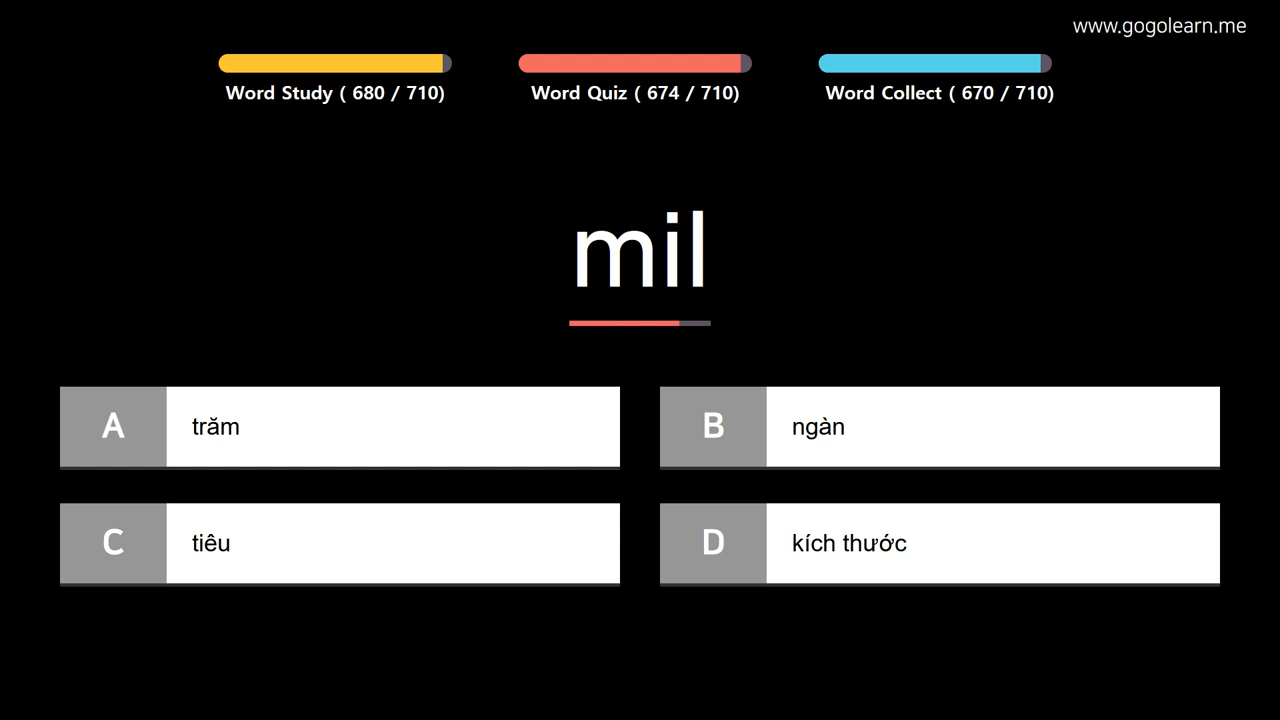 www.gogolearn.me
Word Study ( 680 / 710)
Word Quiz ( 674 / 710)
Word Collect ( 670 / 710)
mil
A trăm
B ngàn
C tiêu
D kích thước